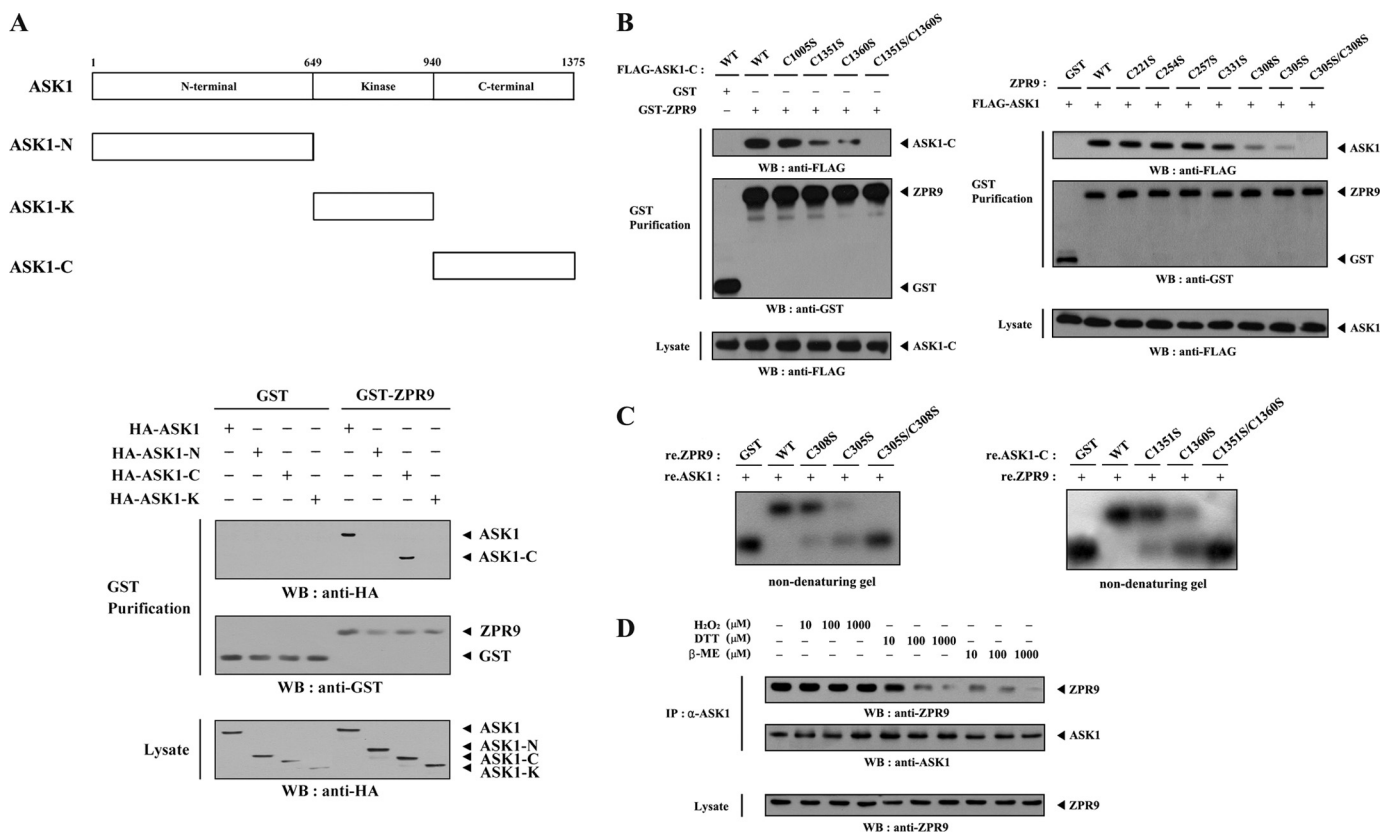 A
1 649 940 1375
ASK1 N-terminal Kinase C-terminal
ASK1-N
ASK1-K
ASK1-C
GST GST-ZPR9
HA-ASK1 + – – – + – – –
HA-ASK1-N – + – – – + – –
HA-ASK1-C – – + – – – + –
HA-ASK1-K – – – + – – – +
GST Purification
ASK1
ASK1-C
WB : anti-HA
ZPR9
GST
WB : anti-GST
Lysate
ASK1
ASK1-N
ASK1-C
ASK1-K
WB : anti-HA
B
FLAG-ASK1-C : WT WT C1005S C1351S C1360S C1351S/C1360S
GST + – – – – –
GST-ZPR9 – + + + + +
ASK1-C
WB : anti-FLAG
GST Purification
ZPR9
GST
WB : anti-GST
Lysate
ASK1-C
WB : anti-FLAG
ZPR9 : GST WT C221S C254S C257S C331S C308S C305S C305S/C308S
FLAG-ASK1 : + + + + + + + + +
ASK1
WB : anti-FLAG
GST Purification
ZPR9
GST
WB : anti-GST
Lysate
ASK1
WB : anti-FLAG
C
re.ZPR9 : GST WT C308S C305S C305S/C308S
re.ASK1 : + + + + +
non-denaturing gel
re.ASK1-C : GST WT C1351S C1360S C1351S/C1360S
re.ZPR9 : + + + + +
non-denaturing gel
D
H₂O₂ (μM) – 10 100 1000 – – – – – –
DTT (μM) – – – – 10 100 1000 – – –
β-ME (μM) – – – – – – – 10 100 1000
IP : α-ASK1
ZPR9
WB : anti-ZPR9
ASK1
WB : anti-ASK1
Lysate
ZPR9
WB : anti-ZPR9